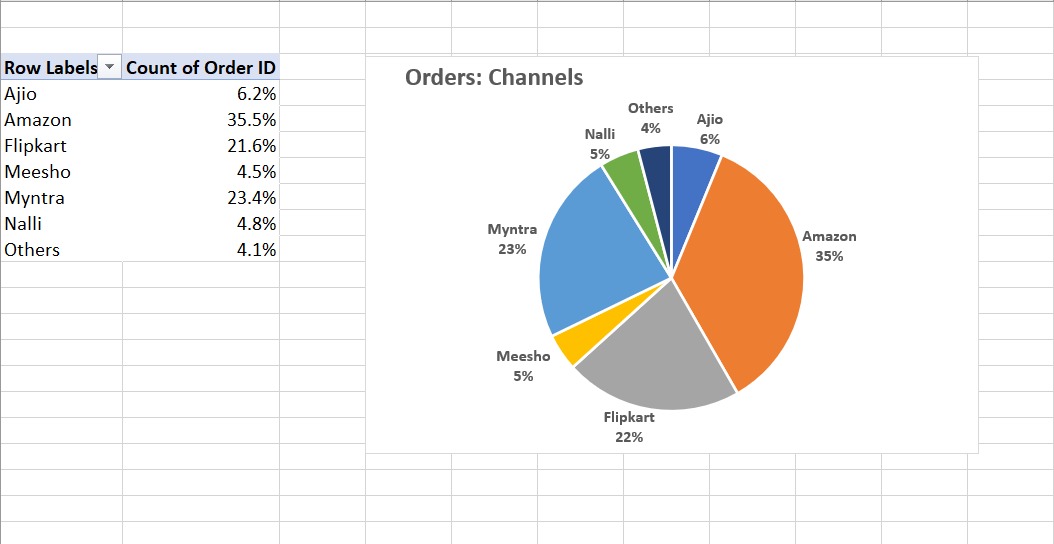 Row Labels Count of Order ID
Ajio 6.2%
Amazon 35.5%
Flipkart 21.6%
Meesho 4.5%
Myntra 23.4%
Nalli 4.8%
Others 4.1%
Orders: Channels
Others
4%
Ajio
6%
Nalli
5%
Myntra
23%
Amazon
35%
Meesho
5%
Flipkart
22%